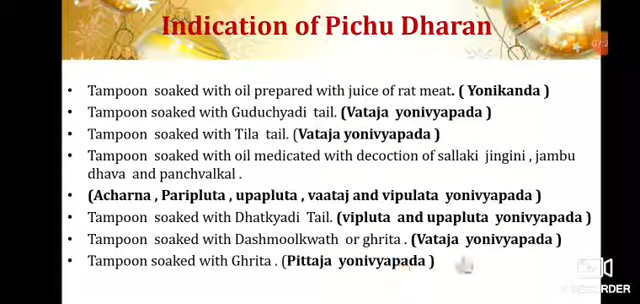 Indication of Pichu Dharan
• Tampoon soaked with oil prepared with juice of rat meat. ( Yonikanda )
• Tampoon soaked with Guduchyadi tail. (Vataja yonivyapada )
• Tampoon soaked with Tila tail. (Vataja yonivyapada )
• Tampoon soaked with oil medicated with decoction of sallaki jingini , jambu
dhava and panchvalkal .
• (Acharna , Paripluta , upapluta , vaataj and vipulata yonivyapada )
• Tampoon soaked with Dhatkyadi Tail. (vipluta and upapluta yonivyapada )
• Tampoon soaked with Dashmoolkwath or ghrita . (Vataja yonivyapada )
• Tampoon soaked with Ghrita . (Pittaja yonivyapada )